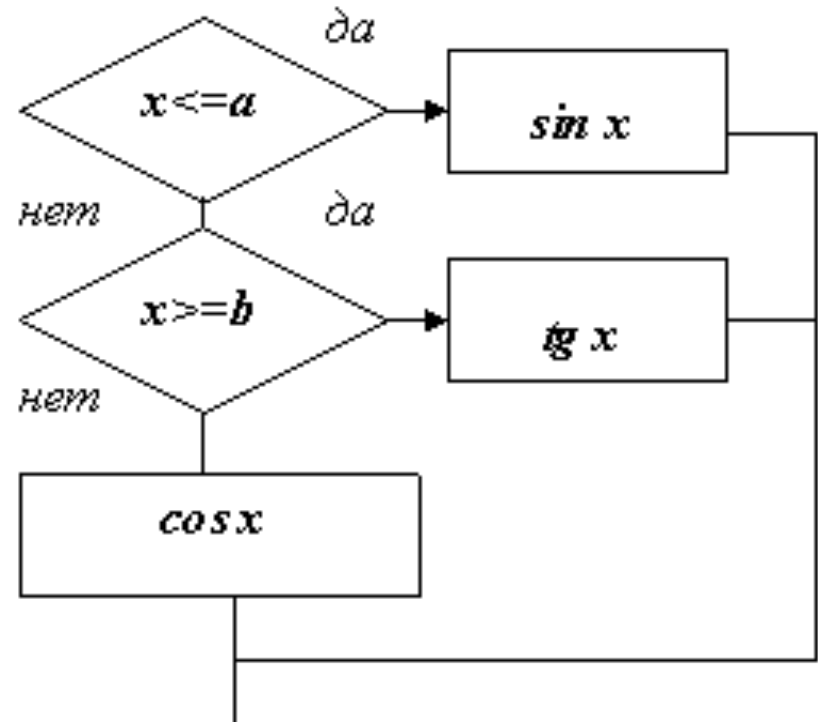 да
x<=a
sin x
нет
да
x>=b
tg x
нет
cos x